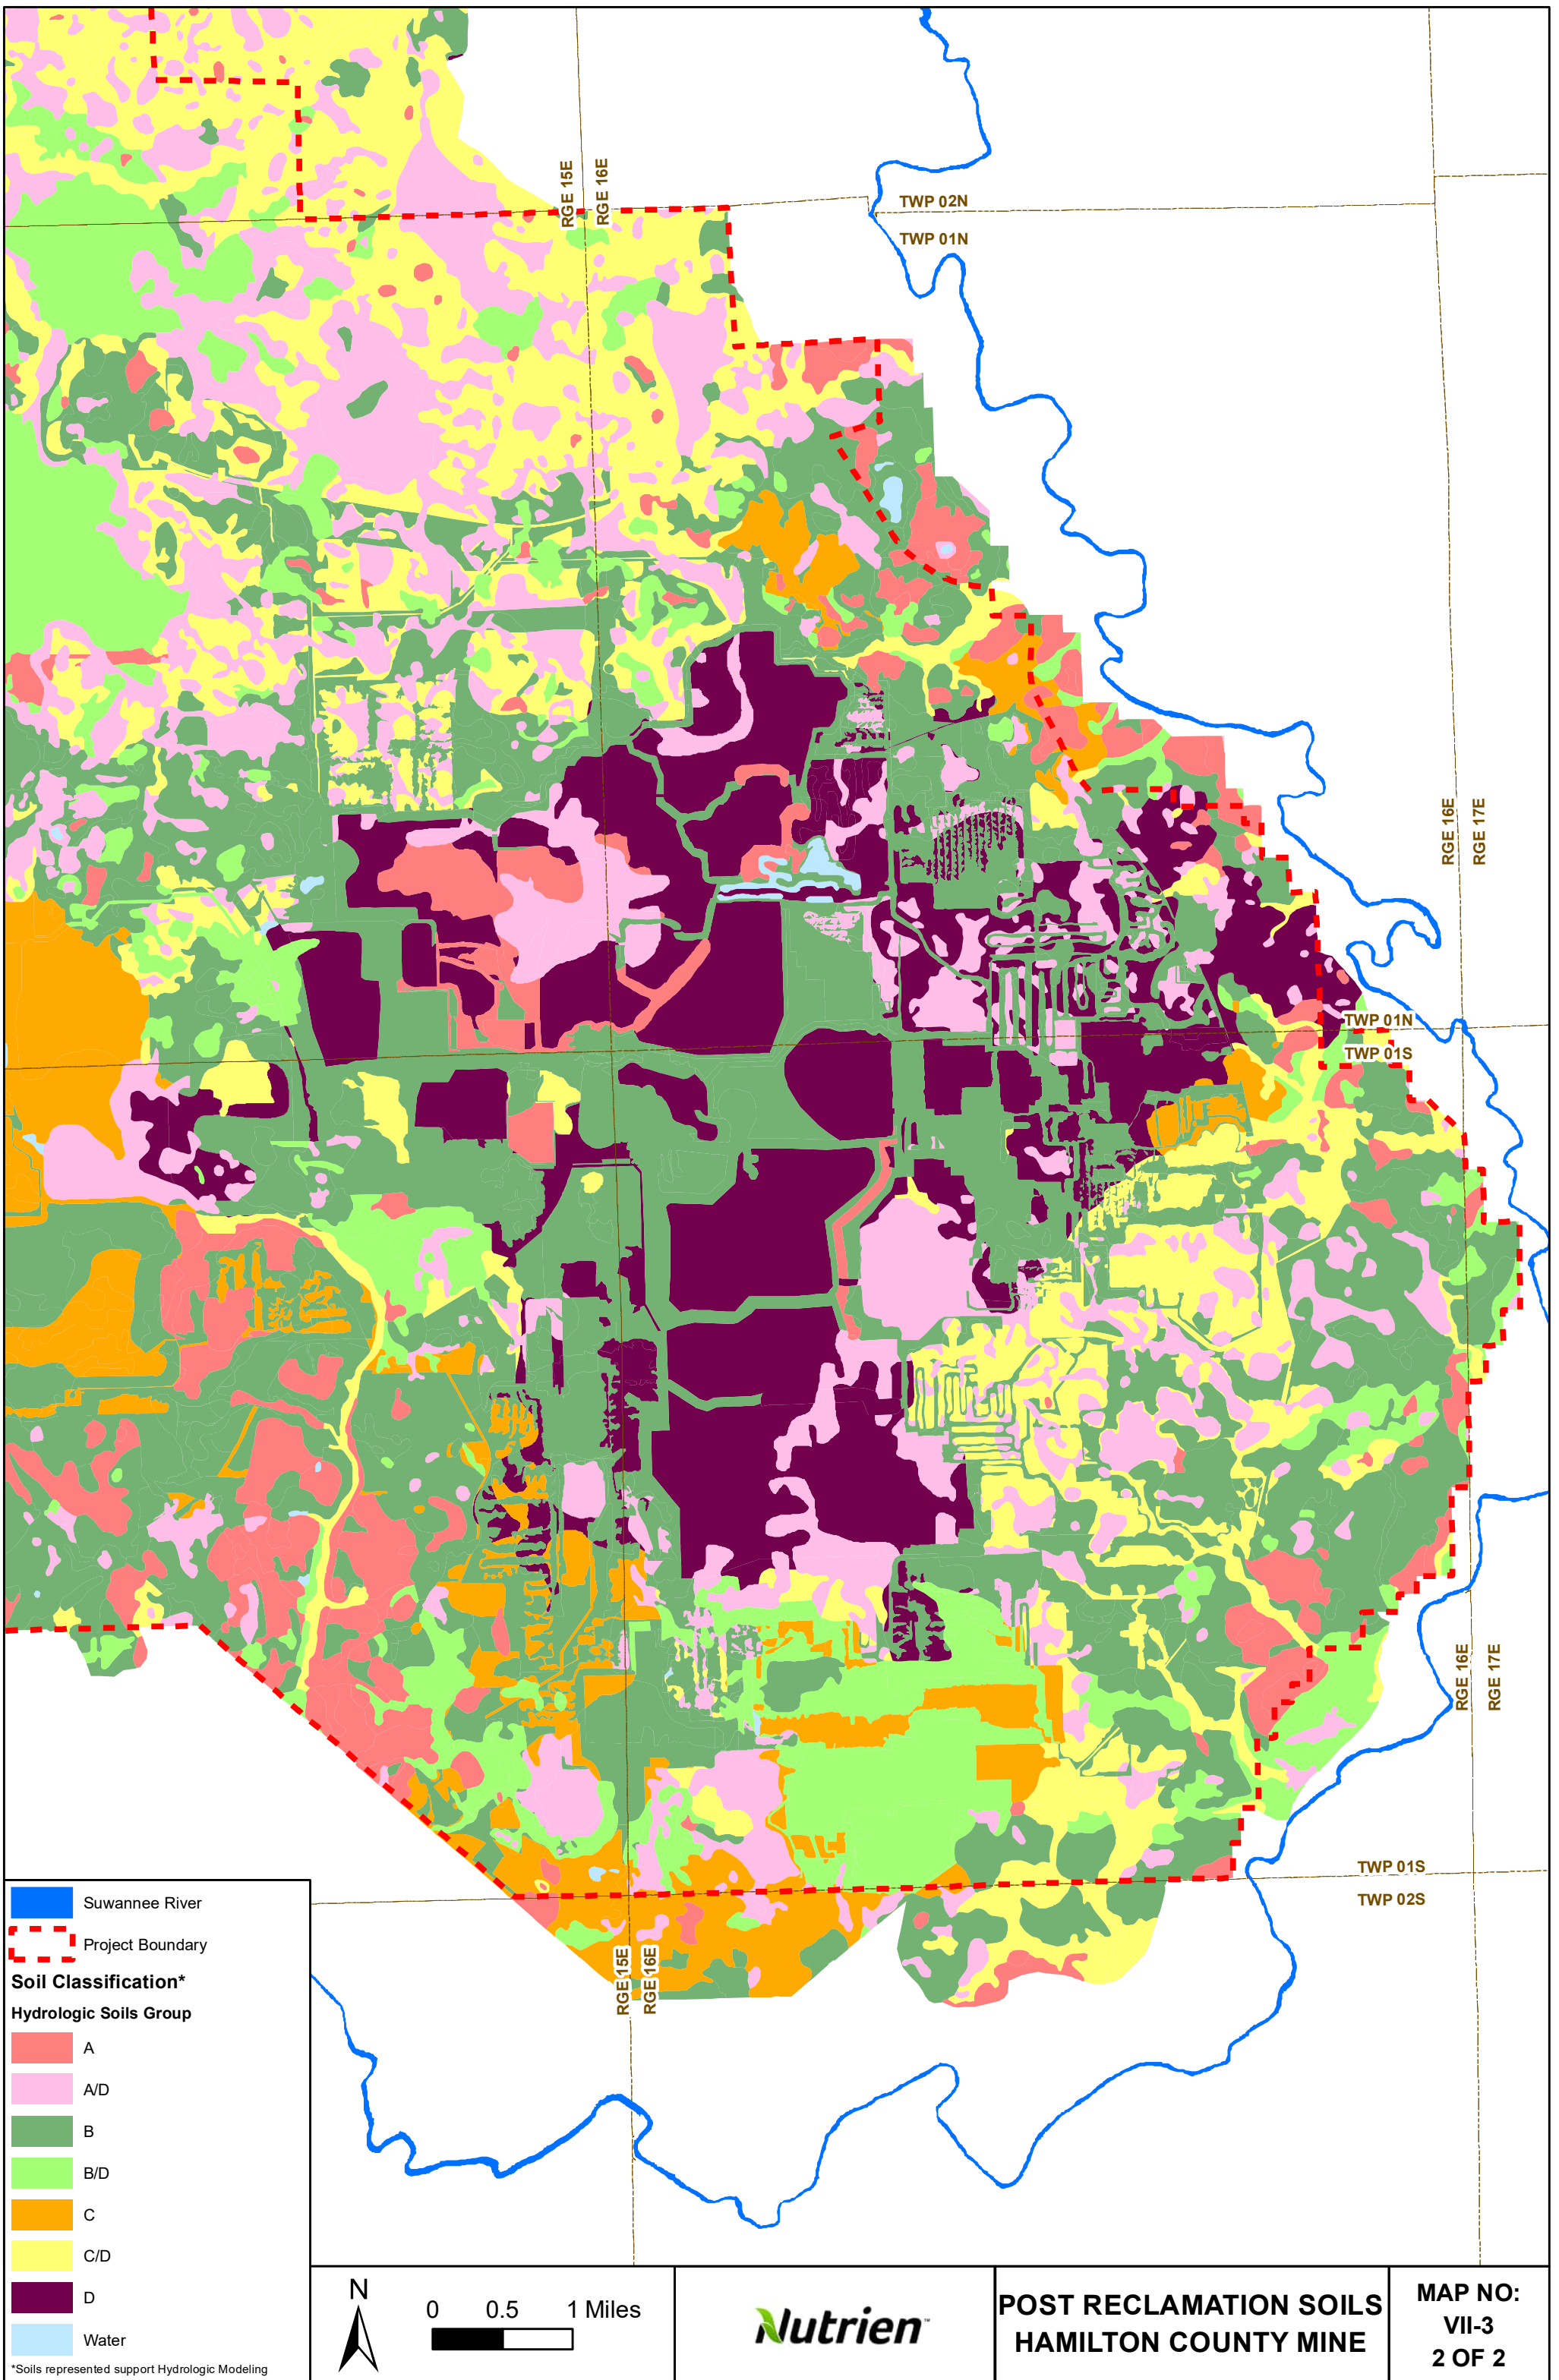 RGE 15E
RGE 16E
TWP 02N
TWP 01N
RGE 16E
RGE 17E
TWP 01N
TWP 01S
RGE 16E
RGE 17E
TWP 01S
TWP 02S
RGE 15E
RGE 16E
Suwannee River
Project Boundary
Soil Classification*
Hydrologic Soils Group
A
A/D
B
B/D
C
C/D
D
Water
*Soils represented support Hydrologic Modeling
N
0 0.5 1 Miles
Nutrien™
POST RECLAMATION SOILS
HAMILTON COUNTY MINE
MAP NO:
VII-3
2 OF 2